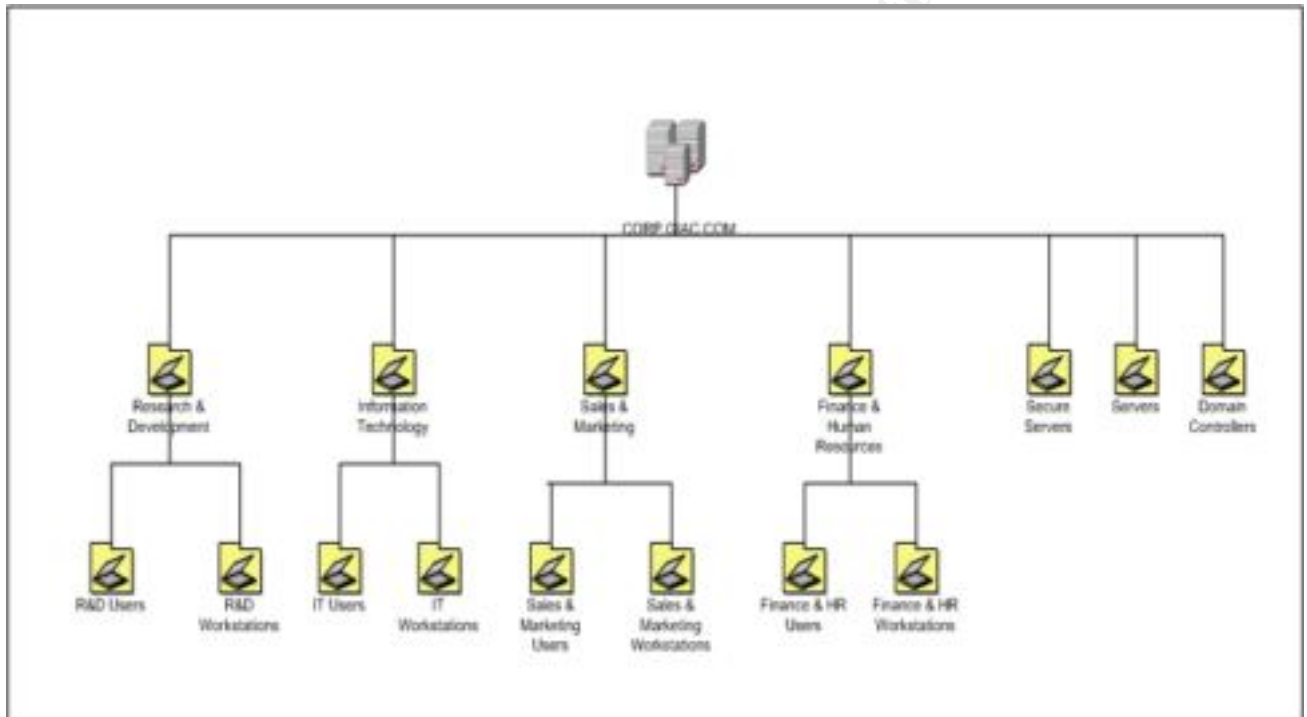 CORP.GIAC.COM
Research &
Development
Information
Technology
Sales &
Marketing
Finance &
Human
Resources
Secure
Servers
Servers
Domain
Controllers
R&D Users
R&D
Workstations
IT Users
IT
Workstations
Sales &
Marketing
Users
Sales &
Marketing
Workstations
Finance & HR
Users
Finance & HR
Workstations